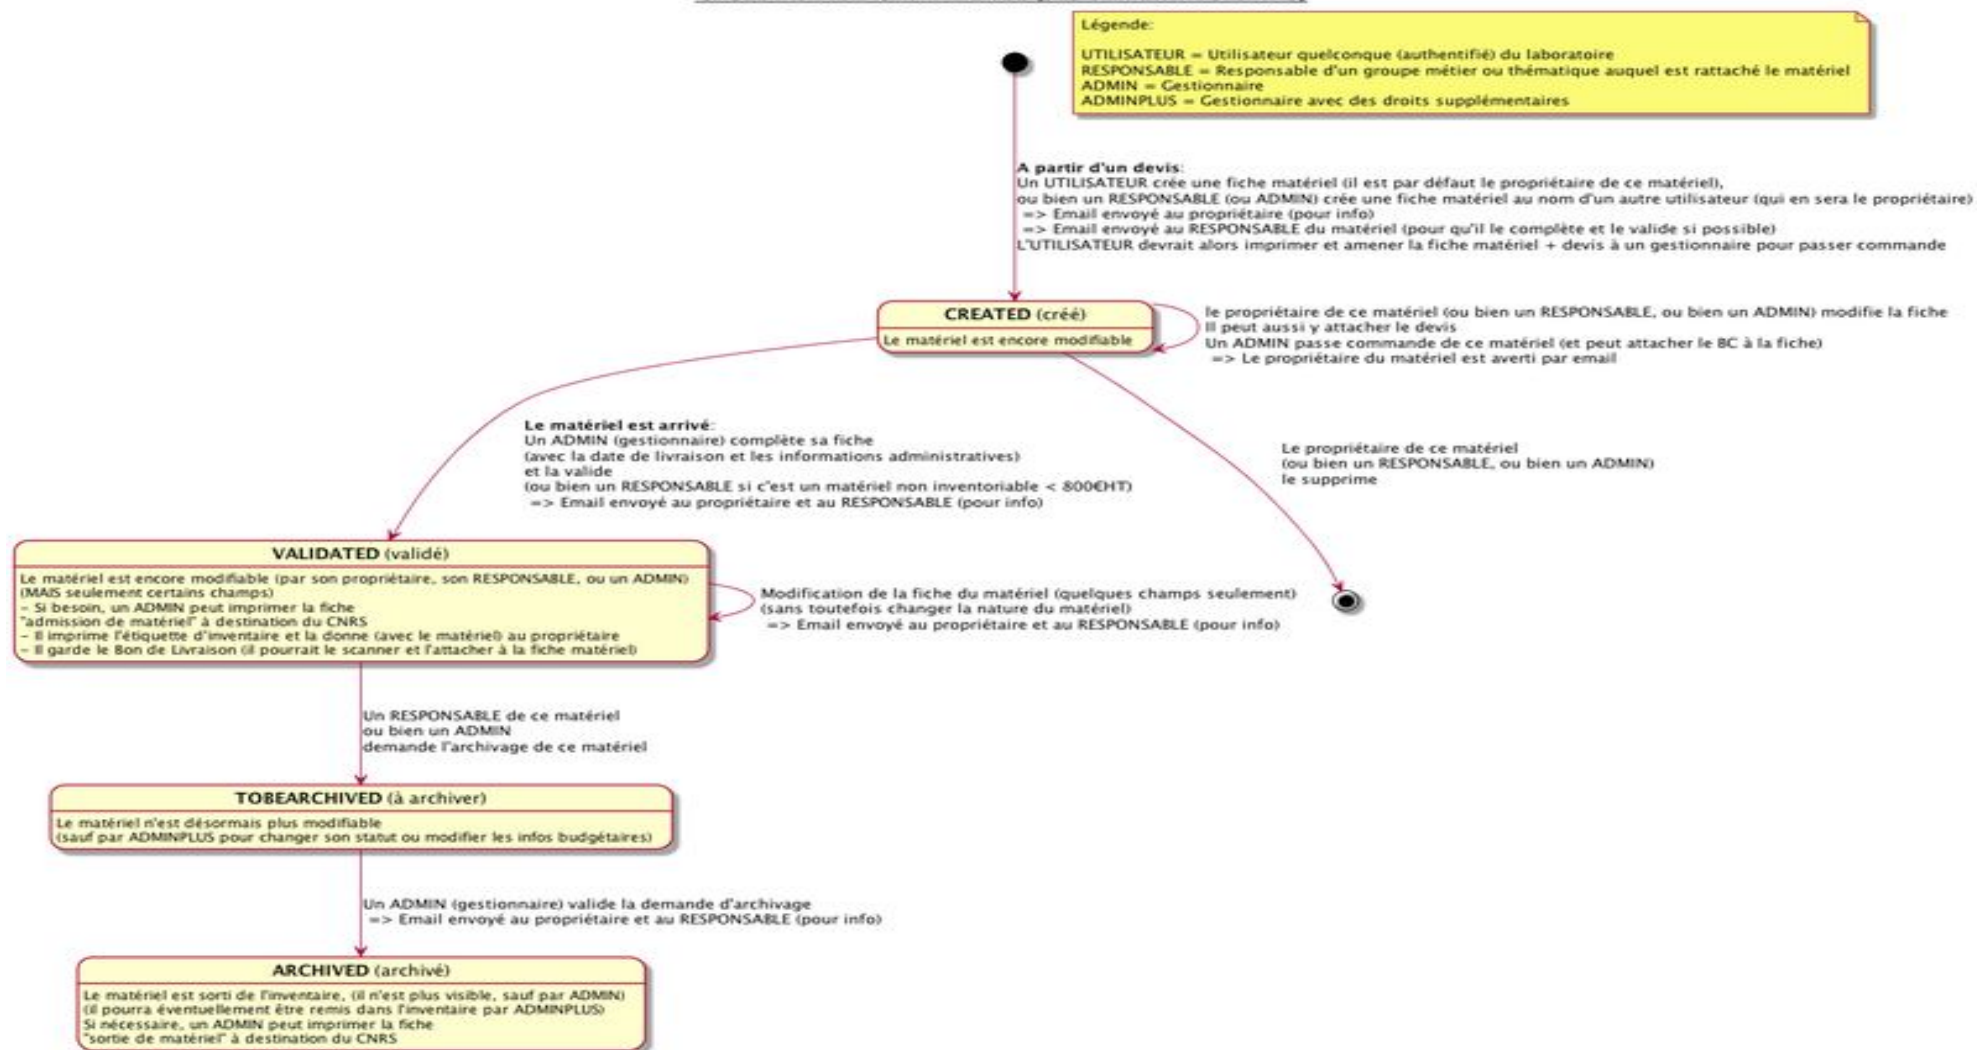 Légende:
UTILISATEUR = Utilisateur quelconque (authentifié) du laboratoire
RESPONSABLE = Responsable d'un groupe métier ou thématique auquel est rattaché le matériel
ADMIN = Gestionnaire
ADMINPLUS = Gestionnaire avec des droits supplémentaires
A partir d'un devis:
Un UTILISATEUR crée une fiche matériel (il est par défaut le propriétaire de ce matériel),
ou bien un RESPONSABLE (ou ADMIN) crée une fiche matériel au nom d'un autre utilisateur (qui en sera le propriétaire)
=> Email envoyé au propriétaire (pour info)
=> Email envoyé au RESPONSABLE du matériel (pour qu'il le complète et le valide si possible)
L'UTILISATEUR devrait alors imprimer et amener la fiche matériel + devis à un gestionnaire pour passer commande
CREATED (créé)
Le matériel est encore modifiable
le propriétaire de ce matériel (ou bien un RESPONSABLE, ou bien un ADMIN) modifie la fiche
Il peut aussi y attacher le devis
Un ADMIN passe commande de ce matériel (et peut attacher le BC à la fiche)
=> Le propriétaire du matériel est averti par email
Le matériel est arrivé:
Un ADMIN (gestionnaire) complète sa fiche
(avec la date de livraison et les informations administratives)
et la valide
(ou bien un RESPONSABLE si c'est un matériel non inventoriable < 800€HT)
=> Email envoyé au propriétaire et au RESPONSABLE (pour info)
Le propriétaire de ce matériel
(ou bien un RESPONSABLE, ou bien un ADMIN)
le supprime
VALIDATED (validé)
Le matériel est encore modifiable (par son propriétaire, son RESPONSABLE, ou un ADMIN)
(MAIS seulement certains champs)
- Si besoin, un ADMIN peut imprimer la fiche
"admission de matériel" à destination du CNRS
- Il imprime l'étiquette d'inventaire et la donne (avec le matériel) au propriétaire
- Il garde le Bon de Livraison (il pourrait le scanner et l'attacher à la fiche matériel)
Modification de la fiche du matériel (quelques champs seulement)
(sans toutefois changer la nature du matériel)
=> Email envoyé au propriétaire et au RESPONSABLE (pour info)
Un RESPONSABLE de ce matériel
ou bien un ADMIN
demande l'archivage de ce matériel
TOBEARCHIVED (à archiver)
Le matériel n'est désormais plus modifiable
(sauf par ADMINPLUS pour changer son statut ou modifier les infos budgétaires)
Un ADMIN (gestionnaire) valide la demande d'archivage
=> Email envoyé au propriétaire et au RESPONSABLE (pour info)
ARCHIVED (archivé)
Le matériel est sorti de l'inventaire, (il n'est plus visible, sauf par ADMIN)
(il pourra éventuellement être remis dans l'inventaire par ADMINPLUS)
Si nécessaire, un ADMIN peut imprimer la fiche
"sortie de matériel" à destination du CNRS